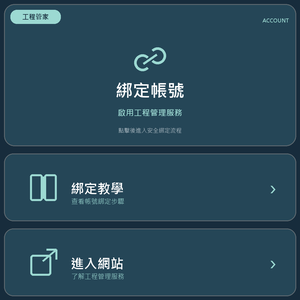 工程管家
ACCOUNT
綁定帳號
啟用工程管理服務
點擊後進入安全綁定流程
綁定教學
查看帳號綁定步驟
進入網站
了解工程管理服務